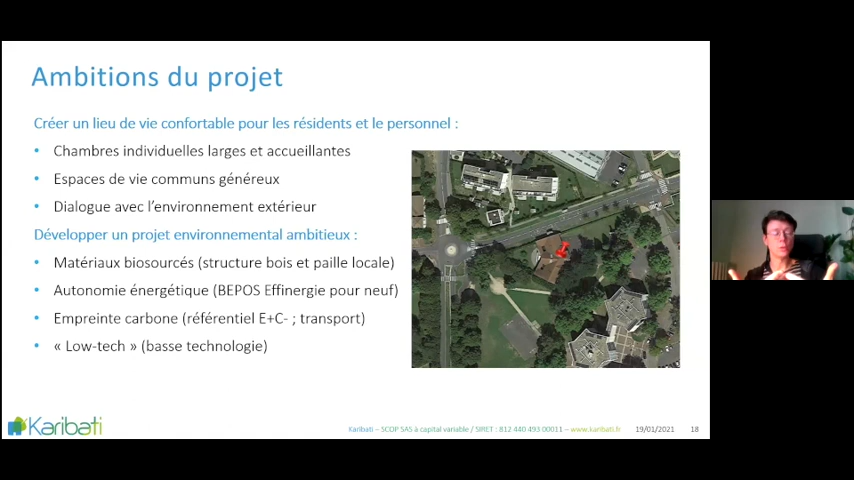 Ambitions du projet
Créer un lieu de vie confortable pour les résidents et le personnel :
• Chambres individuelles larges et accueillantes
• Espaces de vie communs généreux
• Dialogue avec l'environnement extérieur
Développer un projet environnemental ambitieux :
• Matériaux biosourcés (structure bois et paille locale)
• Autonomie énergétique (BEPOS Effinergie pour neuf)
• Empreinte carbone (référentiel E+C- ; transport)
• « Low-tech » (basse technologie)
Karibati
Karibati – SCOP SAS à capital variable / SIRET : 812 440 493 00011 – www.karibati.fr
19/01/2021
18